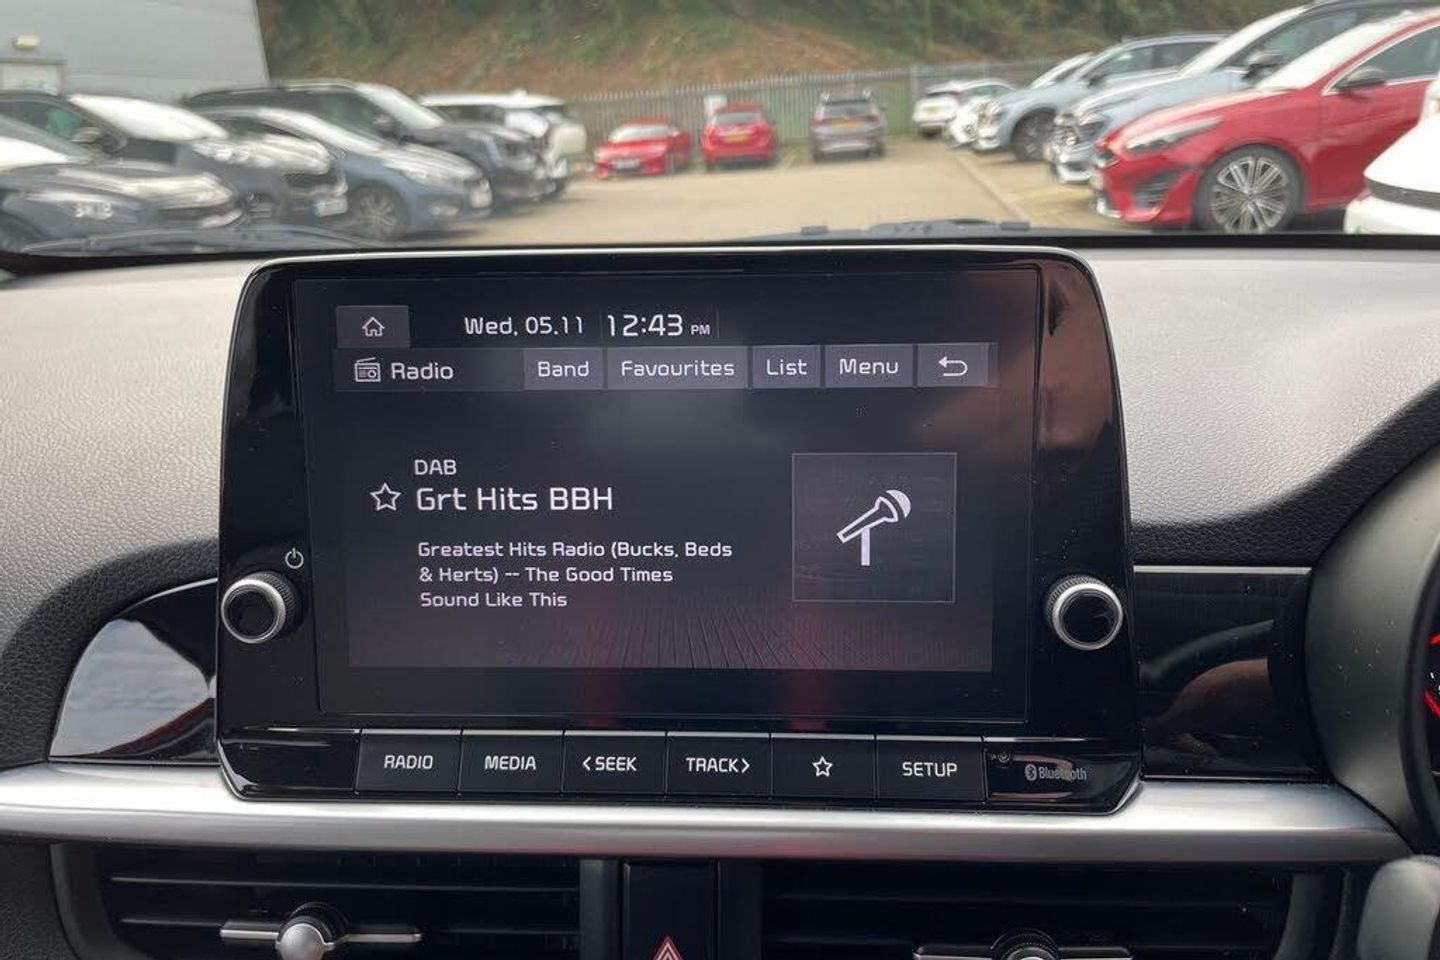 Wed, 05.11 12:43 PM
Radio Band Favourites List Menu
DAB
Grt Hits BBH
Greatest Hits Radio (Bucks, Beds
& Herts) -- The Good Times
Sound Like This
RADIO MEDIA <SEEK TRACK> SETUP Bluetooth